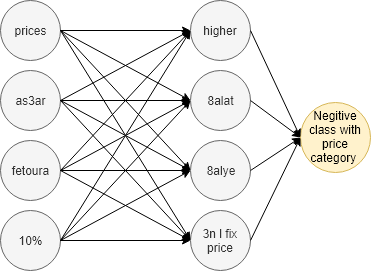 prices
higher
as3ar
8alat
Negitive
class with
price
category
fetoura
8alye
10%
3n l fix
price